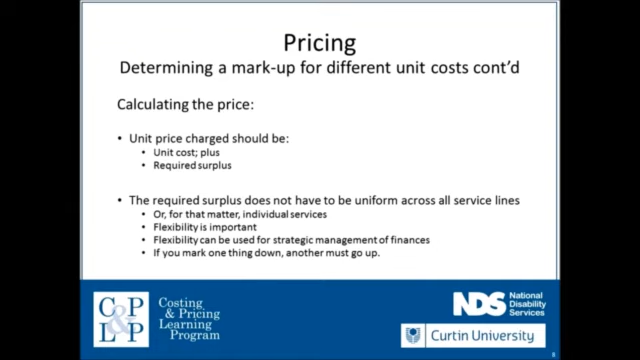 Pricing
Determining a mark-up for different unit costs cont'd
Calculating the price:
• Unit price charged should be:
• Unit cost; plus
• Required surplus
• The required surplus does not have to be uniform across all service lines
• Or, for that matter, individual services
• Flexibility is important
• Flexibility can be used for strategic management of finances
• If you mark one thing down, another must go up.
C&P
L P
Costing
& Pricing
Learning
Program
NDS
National
Disability
Services
Curtin University
8